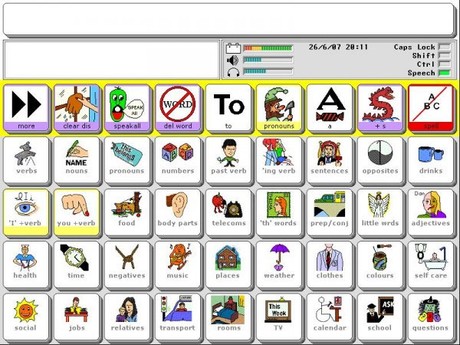 26/6/07 20:11 Caps Lock
Shift
Ctrl
Speech
SPEAK ALL WORD To A A B C
more clear dis speakall del word to pronouns a + s spell
NAME
verbs nouns pronouns numbers past verb 'ing verb sentences opposite drinks
'I' +verb you +verb food body parts telecoms 'th' words prep/conj little wrds adjectives
health time negatives music places weather clothes colours self care
This Week ASK
social jobs relatives transport rooms TV calendar school questions